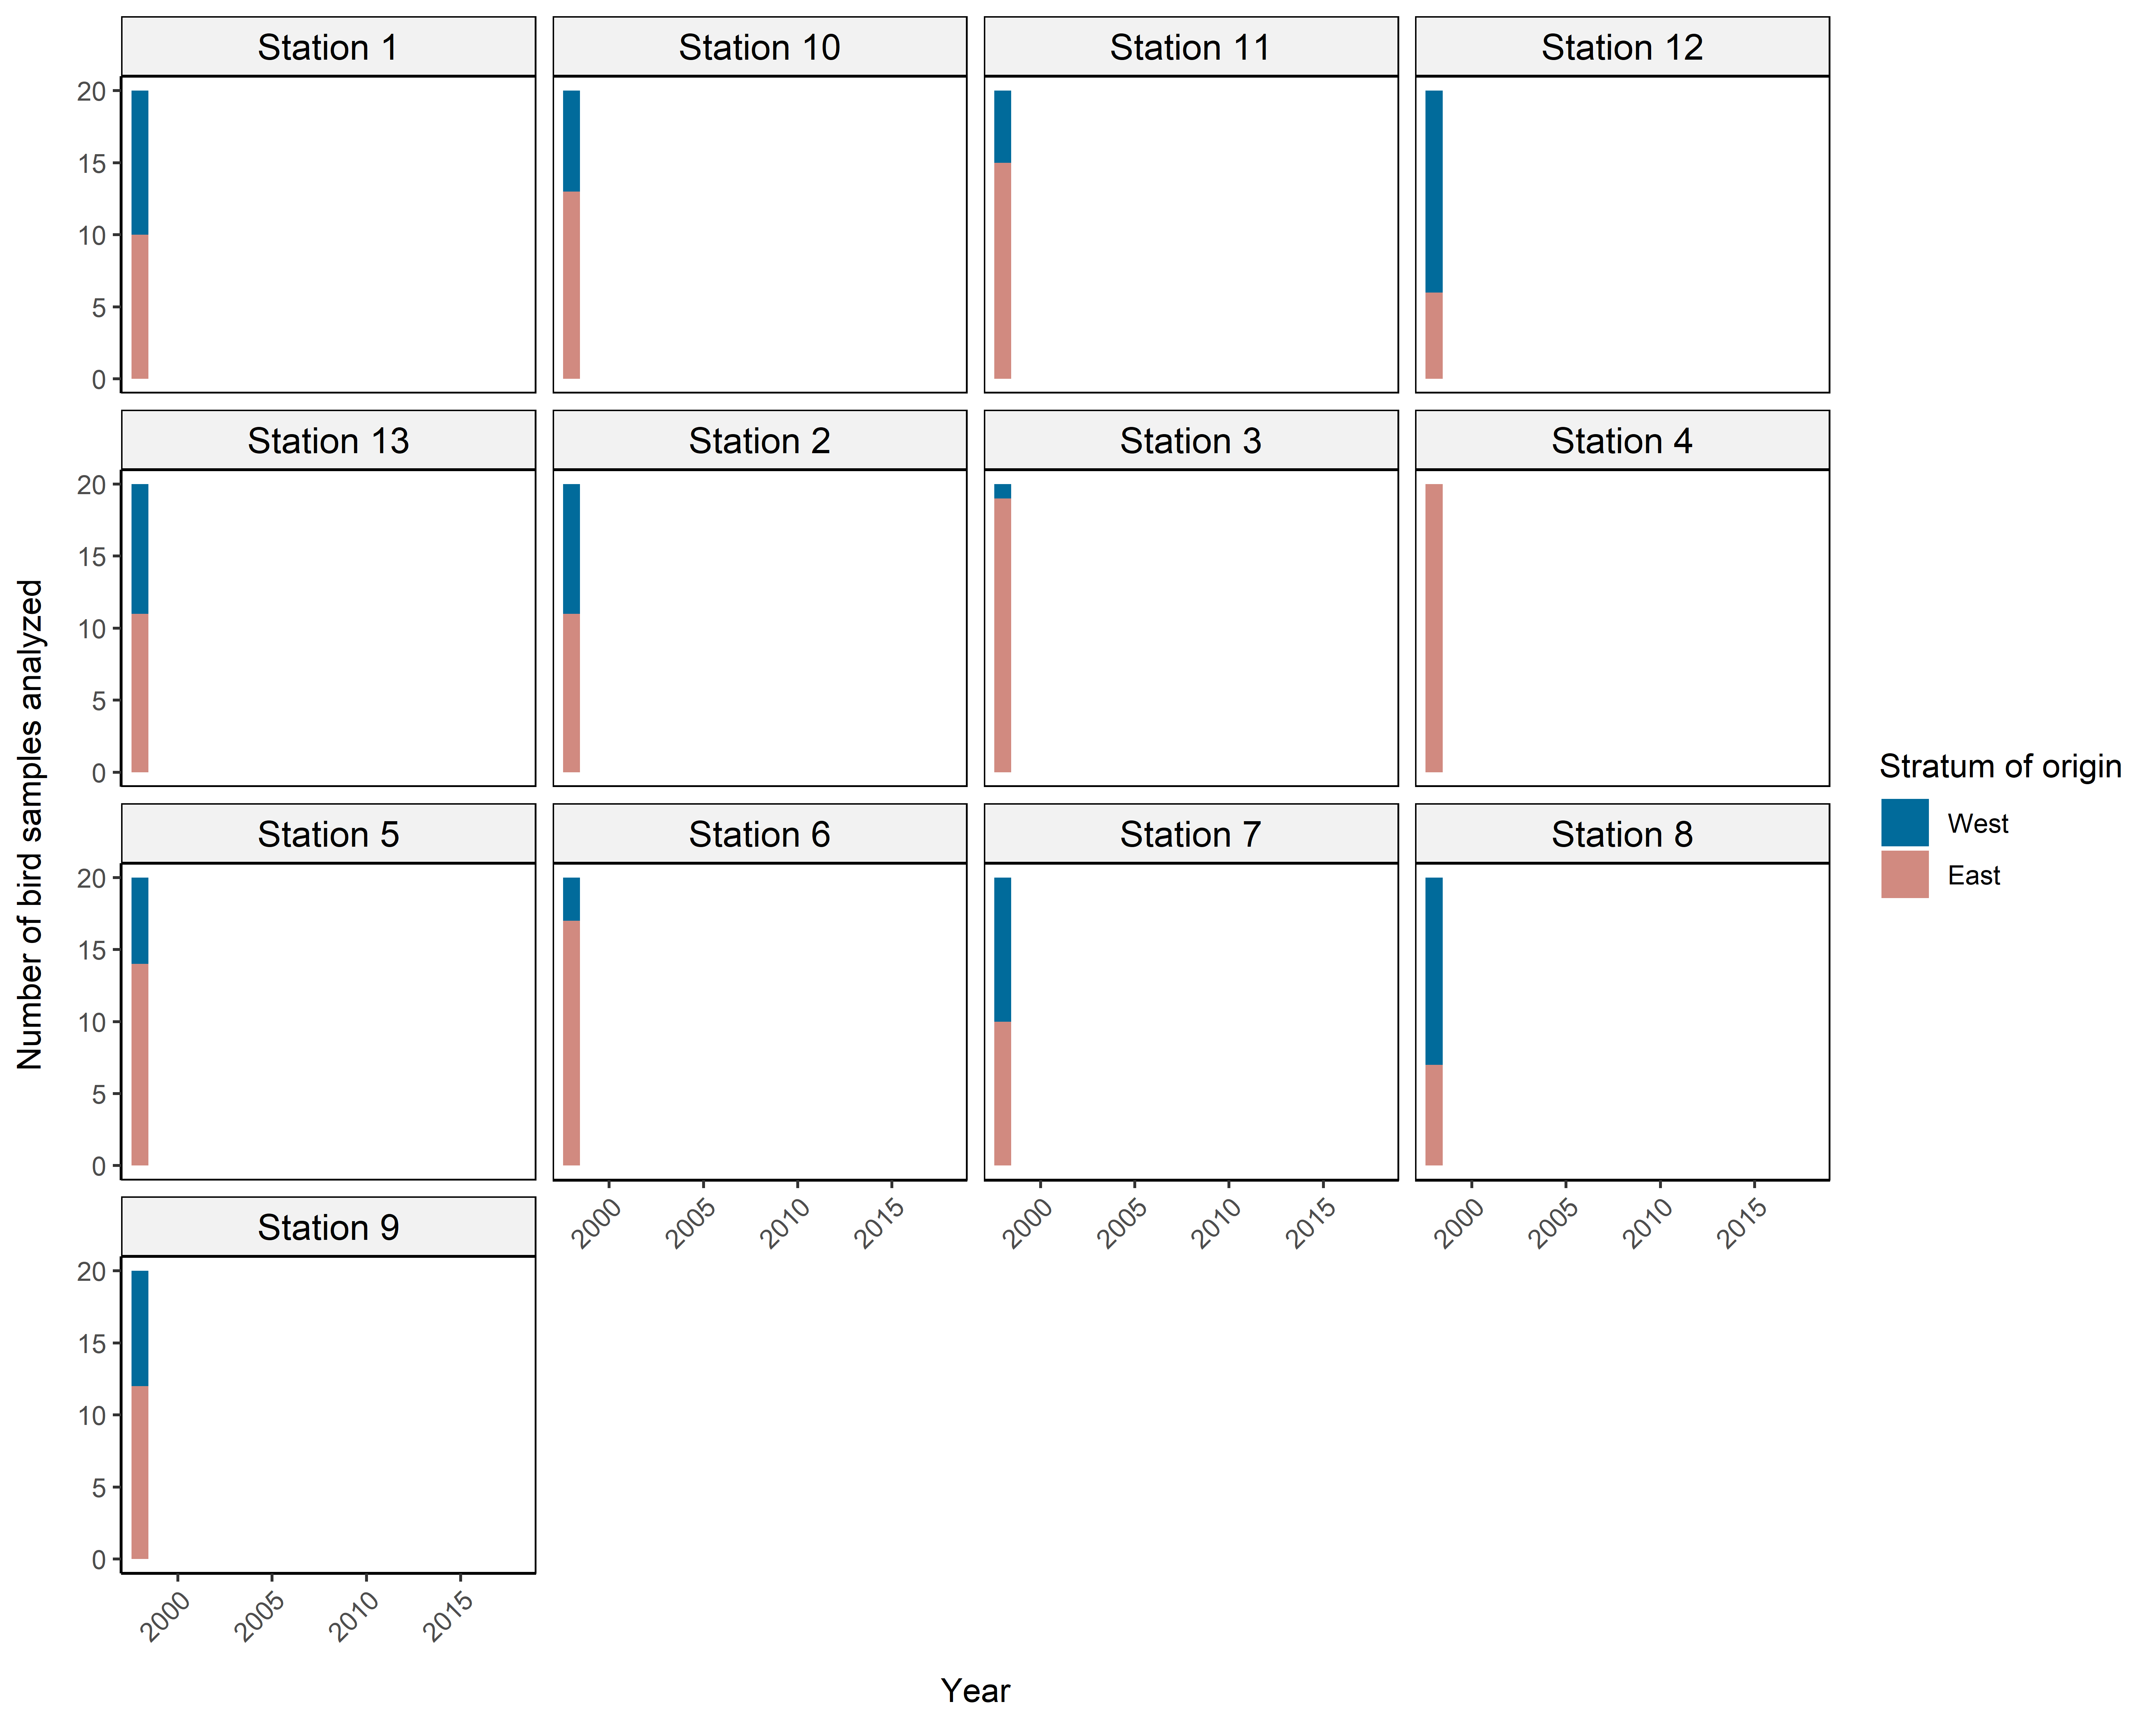 Station 1
Station 10
Station 11
Station 12
20
15
10
5
0
Station 13
Station 2
Station 3
Station 4
20
15
10
5
0
Number of bird samples analyzed
Stratum of origin
West
East
Station 5
Station 6
Station 7
Station 8
20
15
10
5
0
2000 2005 2010 2015
2000 2005 2010 2015
2000 2005 2010 2015
Station 9
20
15
10
5
0
2000 2005 2010 2015
Year